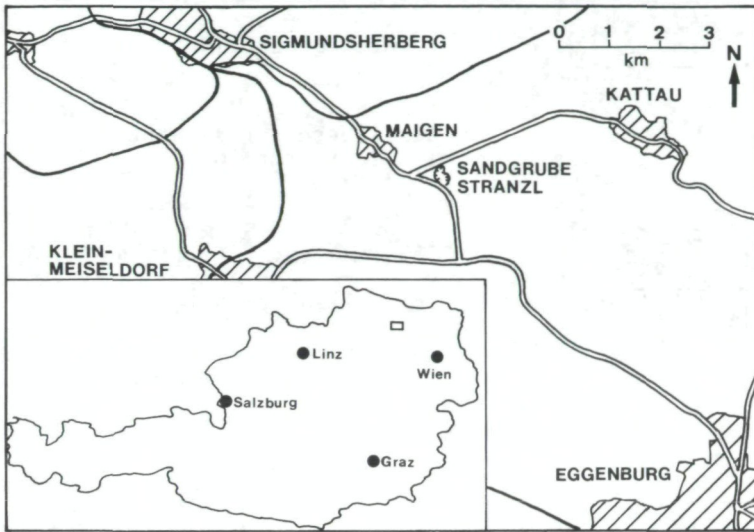 SIGMUNDSHERBERG
0 1 2 3
km
N
KATTAU
MAIGEN
SANDGRUBE
STRANZL
KLEIN-
MEISELDORF
Linz
Wien
Salzburg
Graz
EGGENBURG